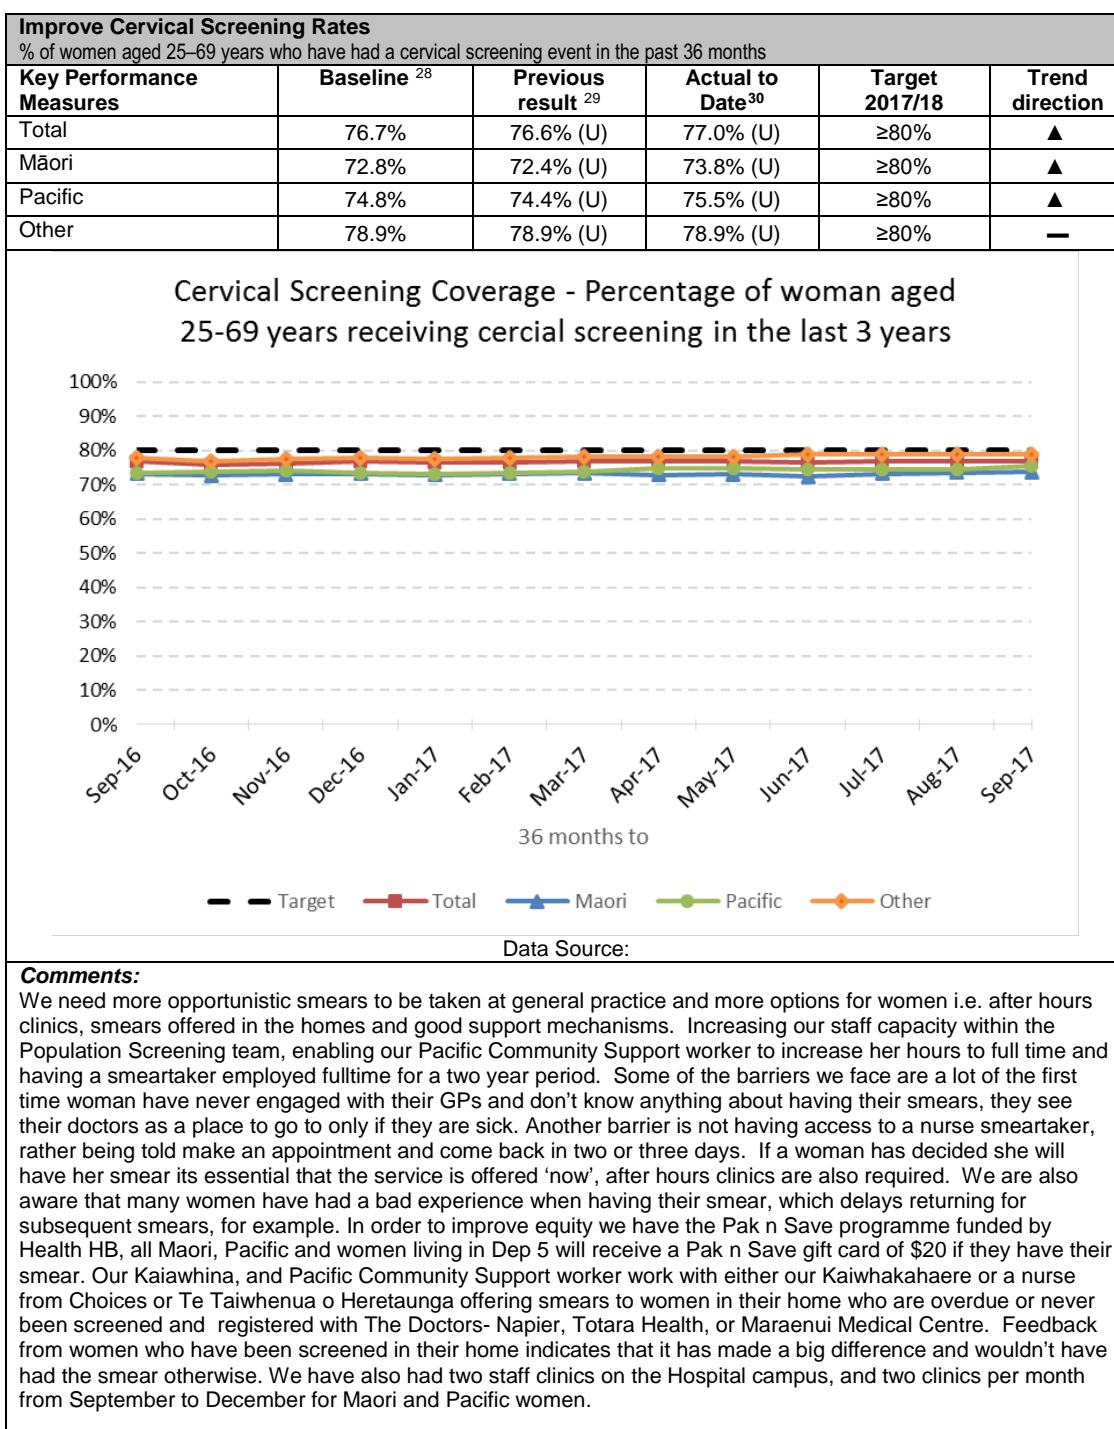 Improve Cervical Screening Rates
% of women aged 25–69 years who have had a cervical screening event in the past 36 months
Key Performance Measures | Baseline 28 | Previous result 29 | Actual to Date30 | Target 2017/18 | Trend direction
Total | 76.7% | 76.6% (U) | 77.0% (U) | ≥80% | ▲
Māori | 72.8% | 72.4% (U) | 73.8% (U) | ≥80% | ▲
Pacific | 74.8% | 74.4% (U) | 75.5% (U) | ≥80% | ▲
Other | 78.9% | 78.9% (U) | 78.9% (U) | ≥80% | —
Cervical Screening Coverage - Percentage of woman aged
25-69 years receiving cercial screening in the last 3 years
100%
90%
80%
70%
60%
50%
40%
30%
20%
10%
0%
Sep-16 Oct-16 Nov-16 Dec-16 Jan-17 Feb-17 Mar-17 Apr-17 May-17 Jun-17 Jul-17 Aug-17 Sep-17
36 months to
Target Total Maori Pacific Other
Data Source:
Comments:
We need more opportunistic smears to be taken at general practice and more options for women i.e. after hours
clinics, smears offered in the homes and good support mechanisms.  Increasing our staff capacity within the
Population Screening team, enabling our Pacific Community Support worker to increase her hours to full time and
having a smeartaker employed fulltime for a two year period.  Some of the barriers we face are a lot of the first
time woman have never engaged with their GPs and don't know anything about having their smears, they see
their doctors as a place to go to only if they are sick. Another barrier is not having access to a nurse smeartaker,
rather being told make an appointment and come back in two or three days.  If a woman has decided she will
have her smear its essential that the service is offered 'now', after hours clinics are also required.  We are also
aware that many women have had a bad experience when having their smear, which delays returning for
subsequent smears, for example. In order to improve equity we have the Pak n Save programme funded by
Health HB, all Maori, Pacific and women living in Dep 5 will receive a Pak n Save gift card of $20 if they have their
smear. Our Kaiawhina, and Pacific Community Support worker work with either our Kaiwhakahaere or a nurse
from Choices or Te Taiwhenua o Heretaunga offering smears to women in their home who are overdue or never
been screened and  registered with The Doctors- Napier, Totara Health, or Maraenui Medical Centre.  Feedback
from women who have been screened in their home indicates that it has made a big difference and wouldn't have
had the smear otherwise. We have also had two staff clinics on the Hospital campus, and two clinics per month
from September to December for Maori and Pacific women.